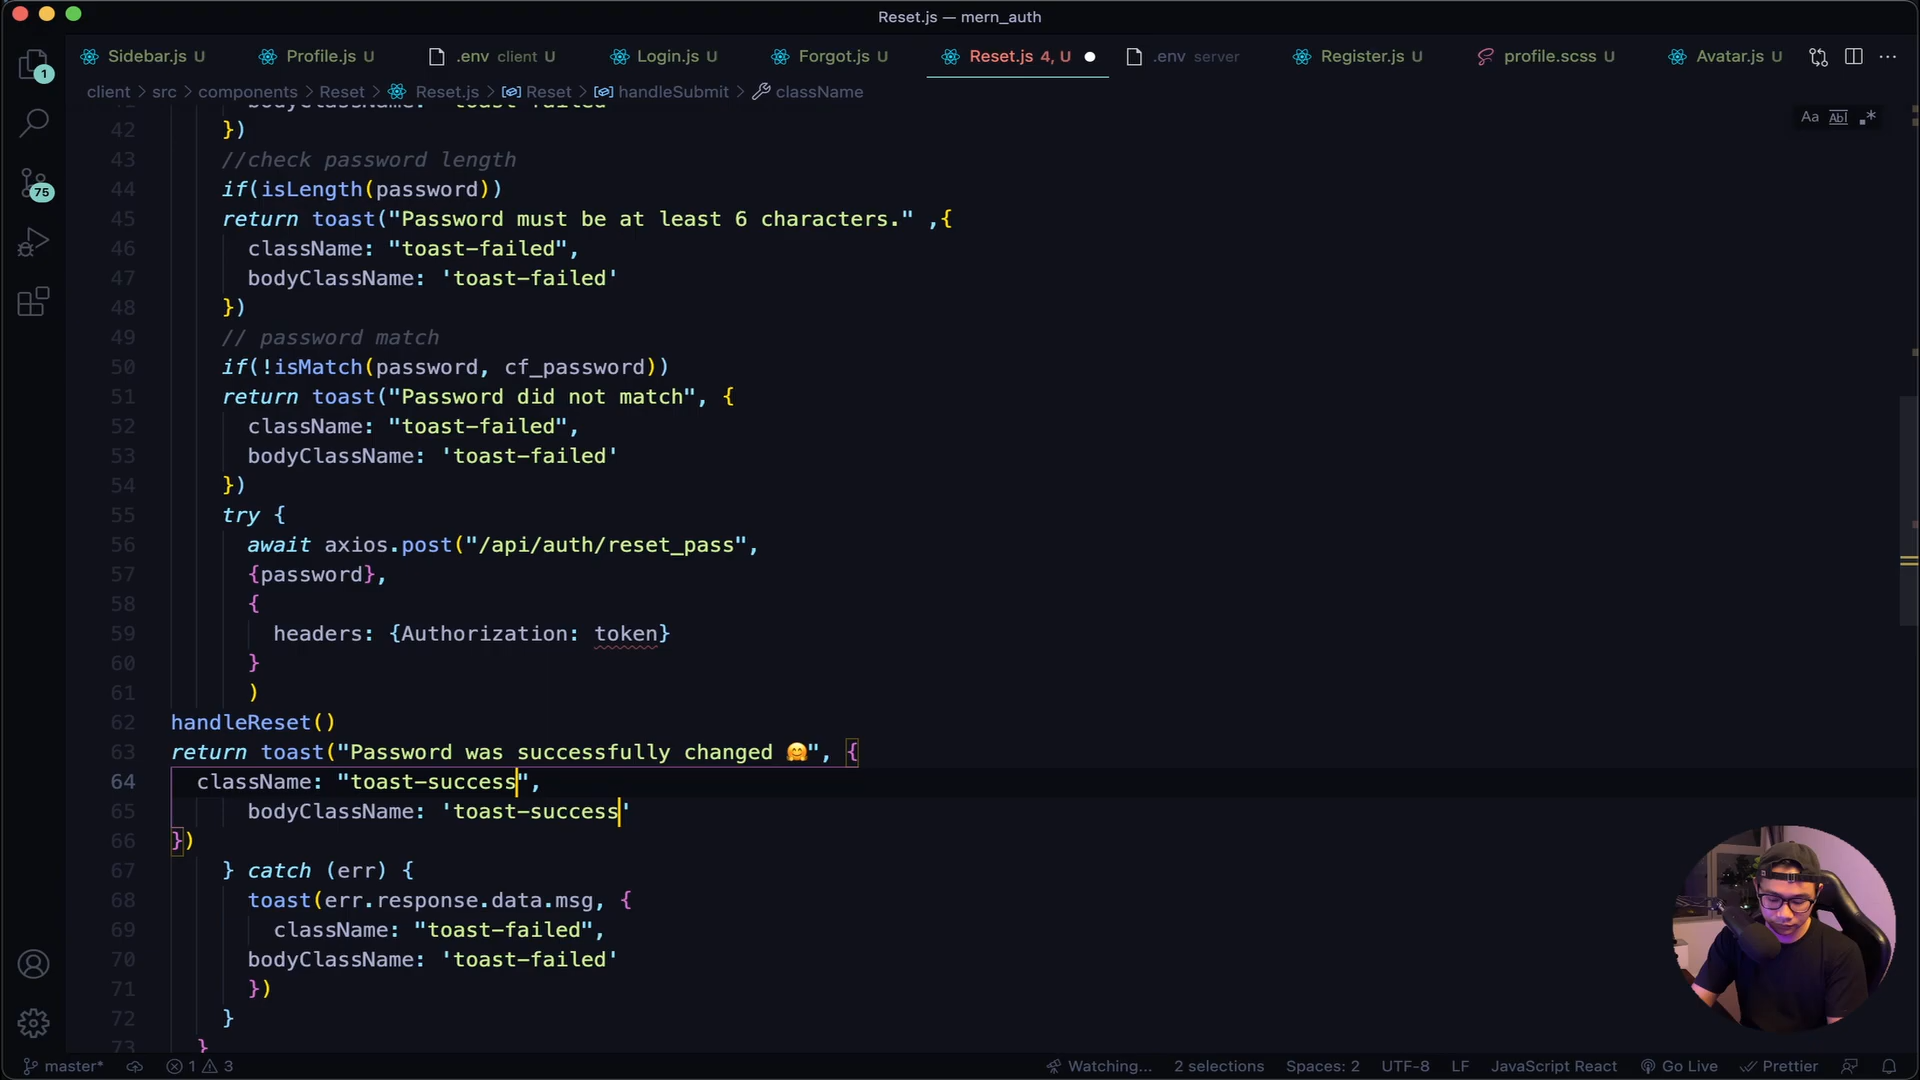 Reset.js — mern_auth
Sidebar.js U
Profile.js U
.env client U
Login.js U
Forgot.js U
Reset.js 4, U
.env server
Register.js U
profile.scss U
Avatar.js U
client > src > components > Reset > Reset.js > Reset > handleSubmit > className
Aa Abl .*
1
75
bodyClassName: 'toast-failed'
42 })
43 //check password length
44 if(isLength(password))
45 return toast("Password must be at least 6 characters." ,{
46 className: "toast-failed",
47 bodyClassName: 'toast-failed'
48 })
49 // password match
50 if(!isMatch(password, cf_password))
51 return toast("Password did not match", {
52 className: "toast-failed",
53 bodyClassName: 'toast-failed'
54 })
55 try {
56 await axios.post("/api/auth/reset_pass",
57 {password},
58 {
59 headers: {Authorization: token}
60 }
61 )
62 handleReset()
63 return toast("Password was successfully changed 🤗", {
64 className: "toast-success",
65 bodyClassName: 'toast-success'
66 })
67 } catch (err) {
68 toast(err.response.data.msg, {
69 className: "toast-failed",
70 bodyClassName: 'toast-failed'
71 })
72 }
73 }
master* 1 3 Watching... 2 selections Spaces: 2 UTF-8 LF JavaScript React Go Live Prettier